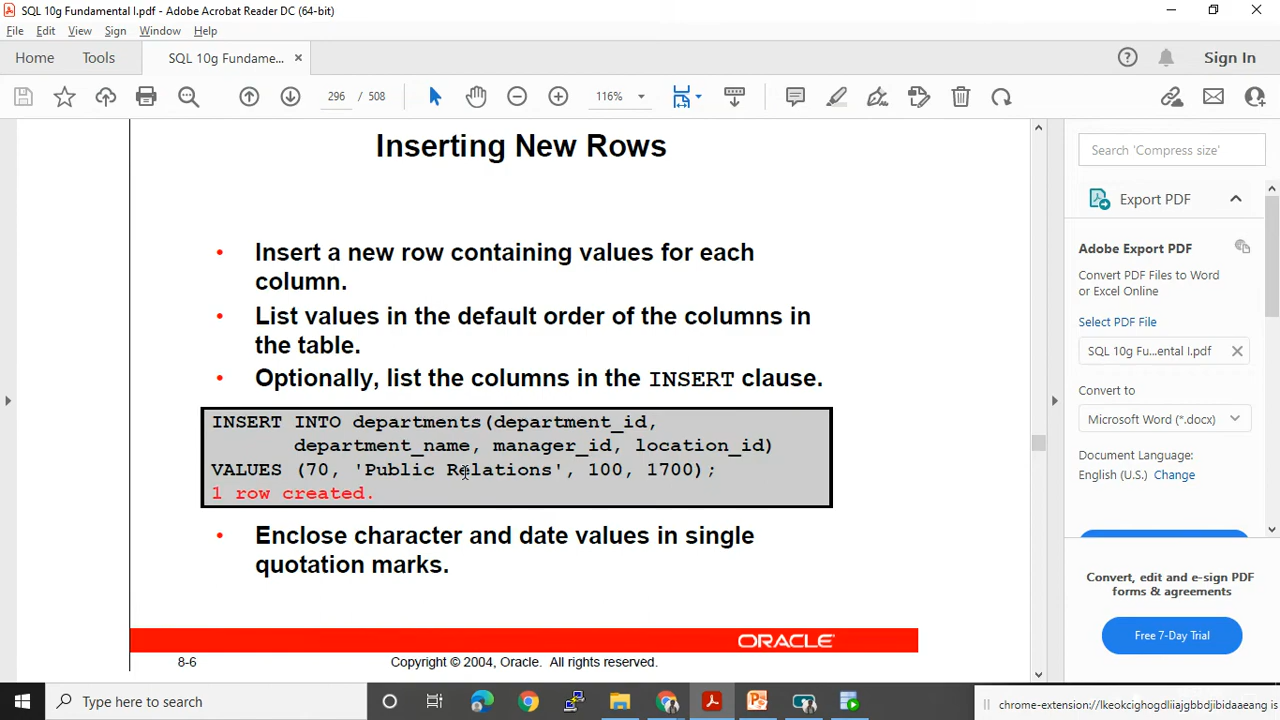 SQL 10g Fundamental I.pdf - Adobe Acrobat Reader DC (64-bit)
File Edit View Sign Window Help
Home Tools SQL 10g Fundame... × Sign In
296 / 508 116%
Inserting New Rows
• Insert a new row containing values for each
column.
• List values in the default order of the columns in
the table.
• Optionally, list the columns in the INSERT clause.
INSERT INTO departments(department_id,
department_name, manager_id, location_id)
VALUES (70, 'Public Relations', 100, 1700);
1 row created.
• Enclose character and date values in single
quotation marks.
ORACLE
8-6 Copyright © 2004, Oracle. All rights reserved.
Search 'Compress size'
Export PDF
Adobe Export PDF
Convert PDF Files to Word
or Excel Online
Select PDF File
SQL 10g Fu...ental I.pdf ×
Convert to
Microsoft Word (*.docx)
Document Language:
English (U.S.) Change
Convert, edit and e-sign PDF
forms & agreements
Free 7-Day Trial
Type here to search
chrome-extension://lkeokcighogdliiajgbbdjibidaaeang is